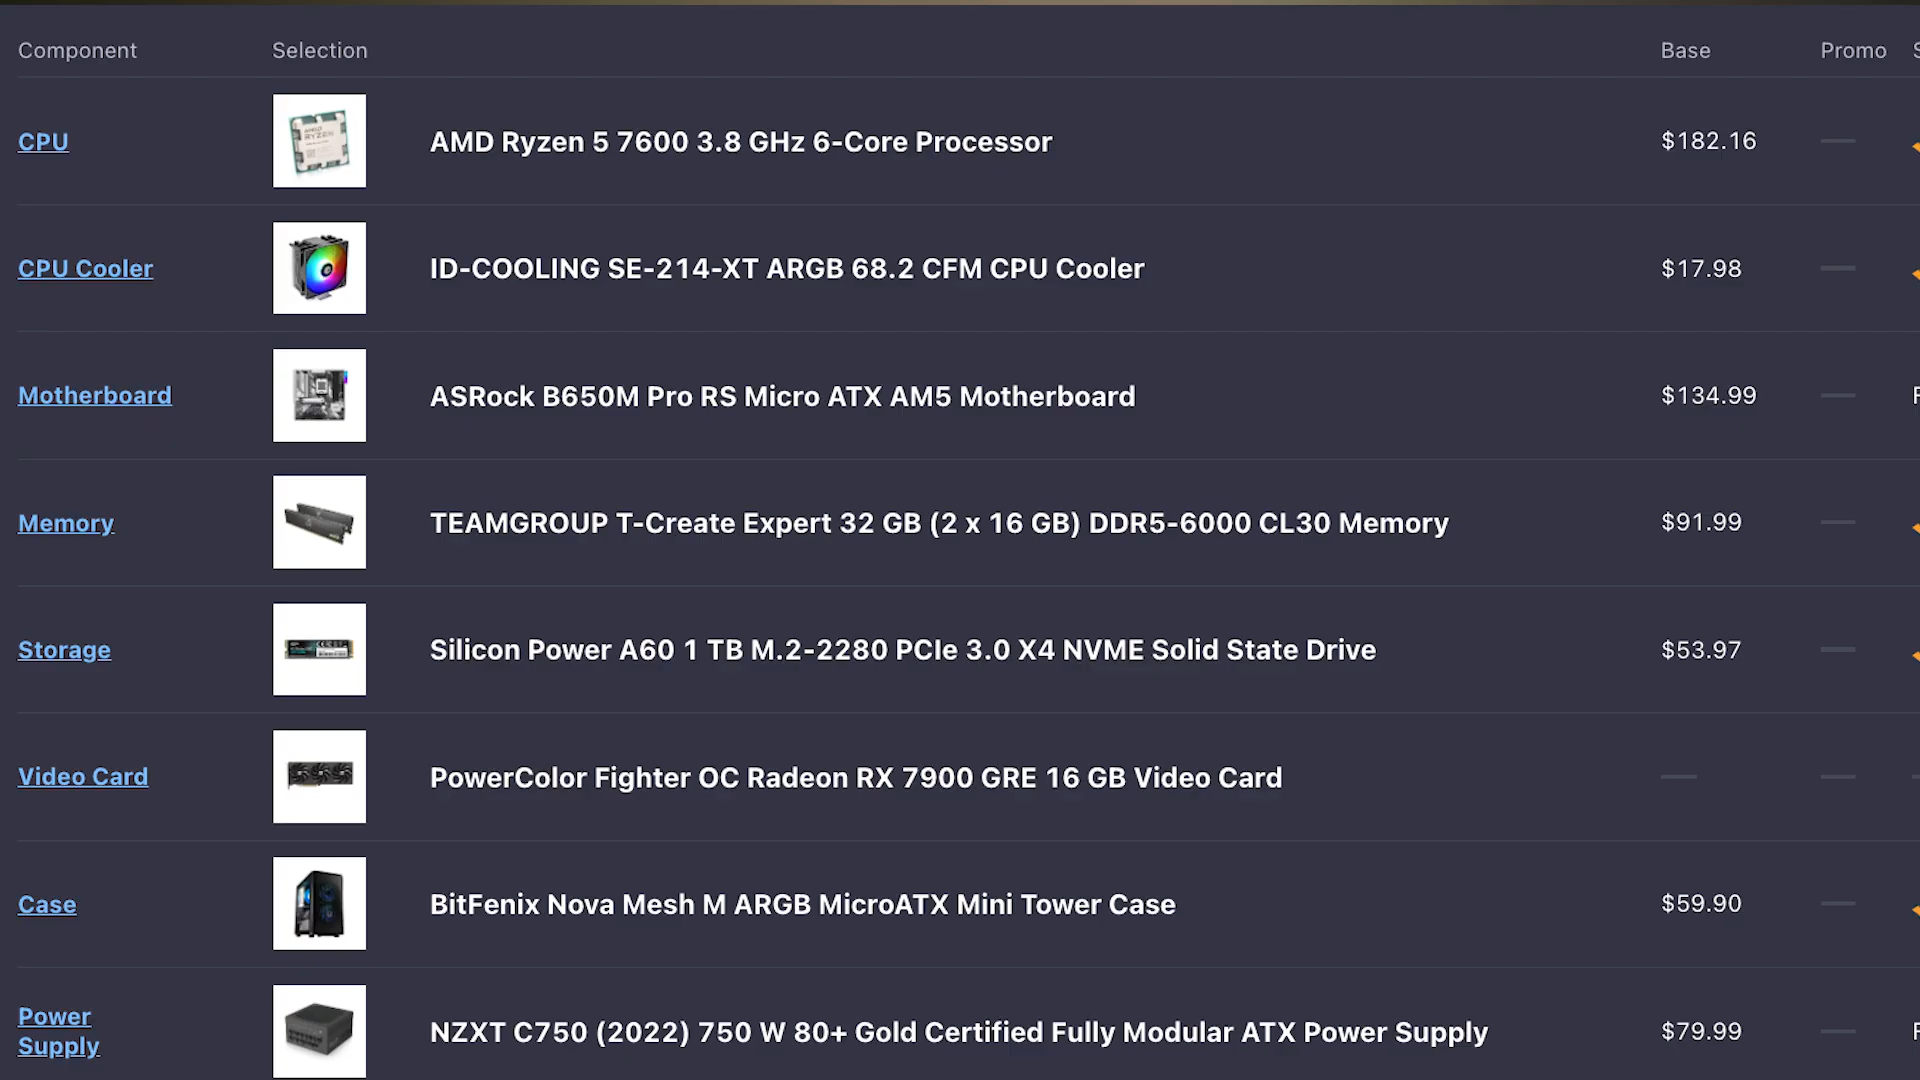 Component Selection Base Promo
CPU AMD Ryzen 5 7600 3.8 GHz 6-Core Processor $182.16 —
CPU Cooler ID-COOLING SE-214-XT ARGB 68.2 CFM CPU Cooler $17.98 —
Motherboard ASRock B650M Pro RS Micro ATX AM5 Motherboard $134.99 —
Memory TEAMGROUP T-Create Expert 32 GB (2 x 16 GB) DDR5-6000 CL30 Memory $91.99 —
Storage Silicon Power A60 1 TB M.2-2280 PCIe 3.0 X4 NVME Solid State Drive $53.97 —
Video Card PowerColor Fighter OC Radeon RX 7900 GRE 16 GB Video Card — —
Case BitFenix Nova Mesh M ARGB MicroATX Mini Tower Case $59.90 —
Power
Supply NZXT C750 (2022) 750 W 80+ Gold Certified Fully Modular ATX Power Supply $79.99 —